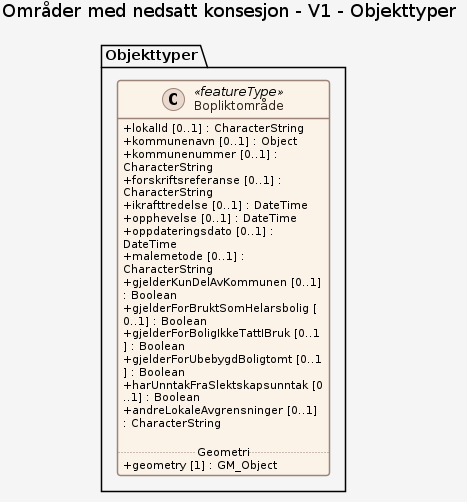 Områder med nedsatt konsesjon - V1 - Objekttyper
Objekttyper
C
«featureType»
Bopliktområde
+lokalId [0..1] : CharacterString
+kommunenavn [0..1] : Object
+kommunenummer [0..1] :
CharacterString
+forskriftsreferanse [0..1] :
CharacterString
+ikrafttredelse [0..1] : DateTime
+opphevelse [0..1] : DateTime
+oppdateringsdato [0..1] :
DateTime
+malemetode [0..1] :
CharacterString
+gjelderKunDelAvKommunen [0..1]
: Boolean
+gjelderForBruktSomHelarsbolig [
0..1] : Boolean
+gjelderForBoligIkkeTattIBruk [0..1
] : Boolean
+gjelderForUbebygdBoligtomt [0..1
] : Boolean
+harUnntakFraSlektskapsunntak [0
..1] : Boolean
+andreLokaleAvgrensninger [0..1]
: CharacterString
Geometri
+geometry [1] : GM_Object